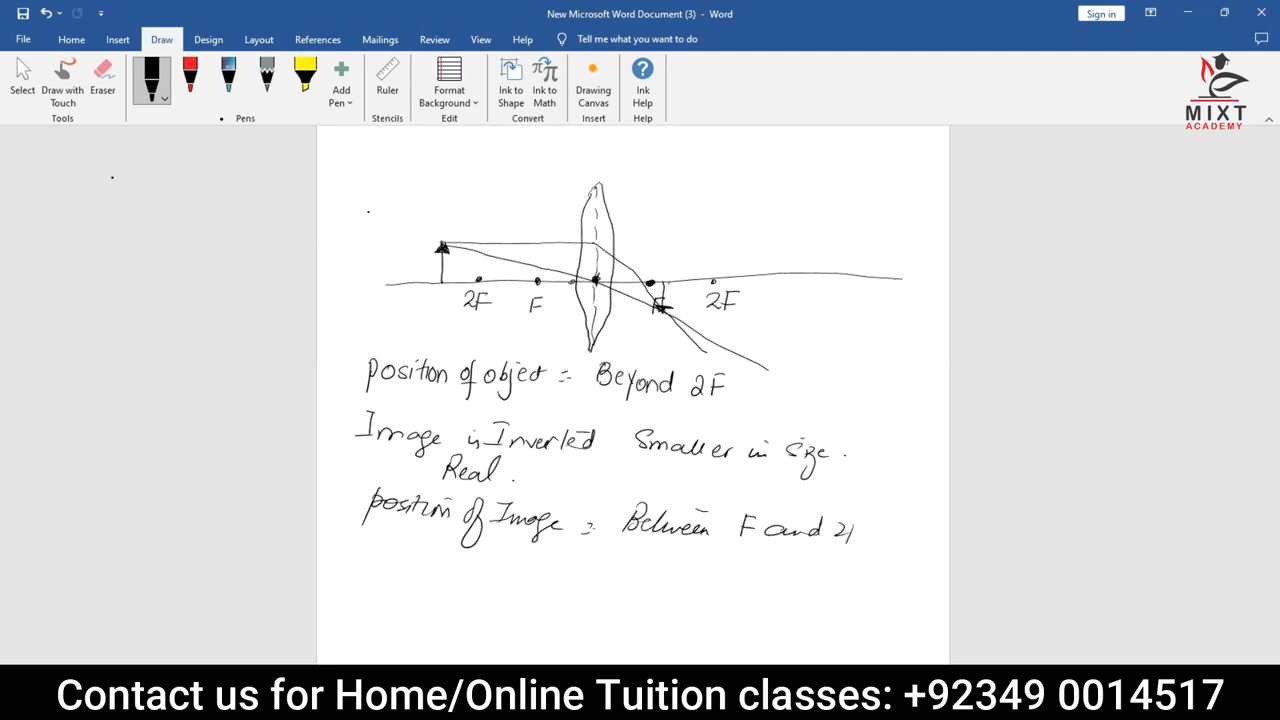 New Microsoft Word Document (3) - Word
Sign in
File Home Insert Draw Design Layout References Mailings Review View Help Tell me what you want to do
Select
Draw with Touch
Eraser
Add Pen
Ruler
Format Background
Ink to Shape
Ink to Math
Drawing Canvas
Ink Help
Tools Pens Stencils Edit Convert Insert Help
MIXT
ACADEMY
2F F F 2F
Position of object = Beyond 2F
Image is Inverted Smaller in size.
Real.
position of Image = Between F and
Contact us for Home/Online Tuition classes: +92349 0014517